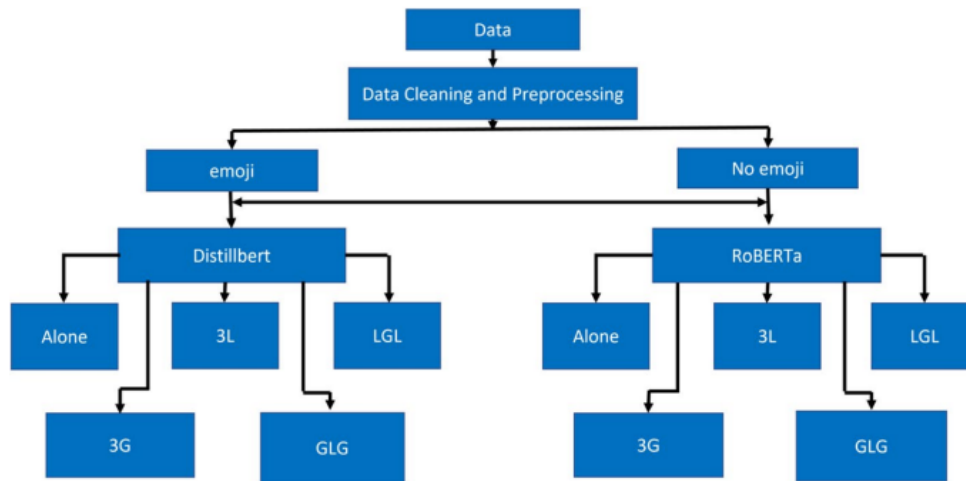 Data
Data Cleaning and Preprocessing
emoji
No emoji
Distillbert
RoBERTa
Alone
3L
LGL
Alone
3L
LGL
3G
GLG
3G
GLG